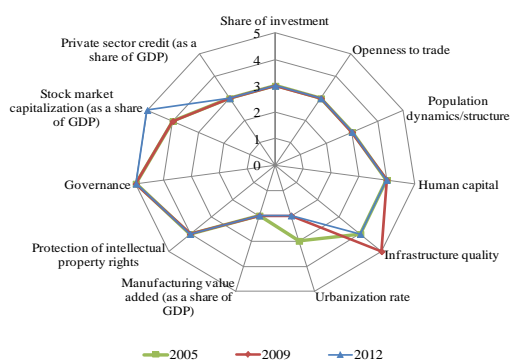 Share of investment
Openness to trade
Population
dynamics/structure
Human capital
Infrastructure quality
Urbanization rate
Manufacturing value
added (as a share of
GDP)
Protection of intellectual
property rights
Governance
Stock market
capitalization (as a share
of GDP)
Private sector credit (as a
share of GDP)
5
4
3
2
1
0
2005
2009
2012